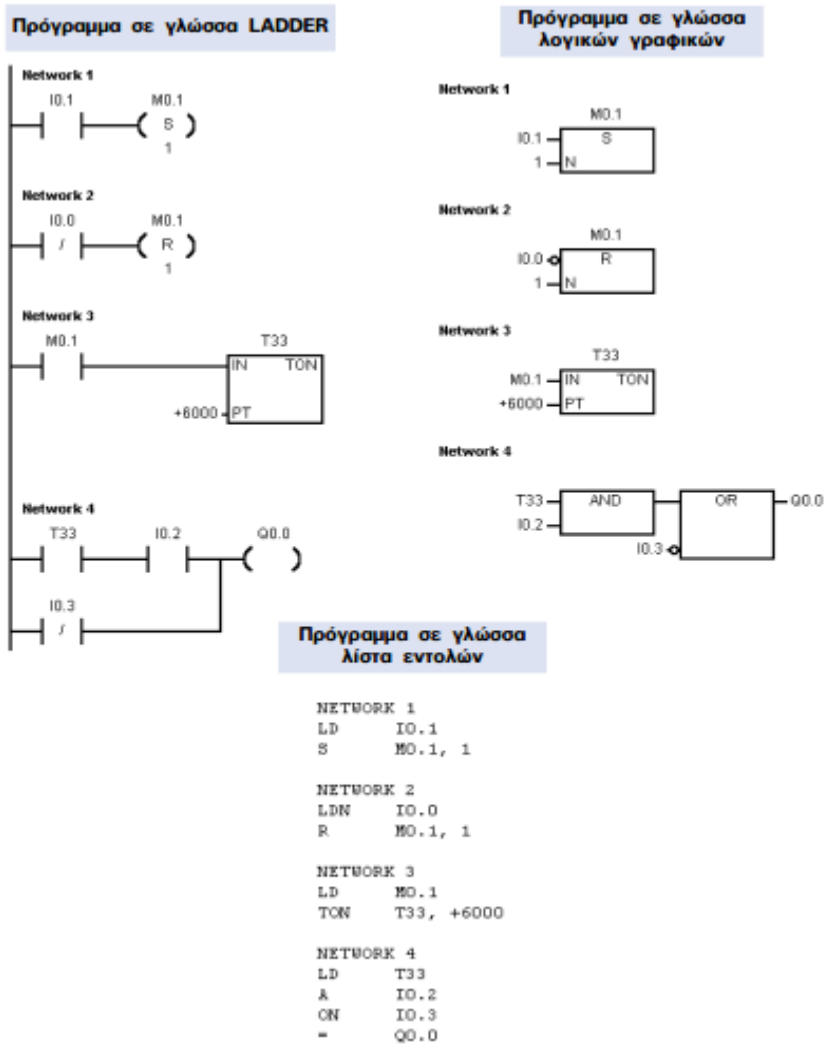 Πρόγραμμα σε γλώσσα LADDER
Network 1
I0.1 M0.1
S
1
Network 2
I0.0 M0.1
/ R
1
Network 3
M0.1 T33
IN TON
+6000 PT
Network 4
T33 I0.2 Q0.0
I0.3
/
Πρόγραμμα σε γλώσσα
λογικών γραφικών
Network 1
M0.1
I0.1 S
1 N
Network 2
M0.1
I0.0 R
1 N
Network 3
T33
M0.1 IN TON
+6000 PT
Network 4
T33 AND OR Q0.0
I0.2
I0.3
Πρόγραμμα σε γλώσσα
λίστα εντολών
NETWORK 1
LD I0.1
S M0.1, 1
NETWORK 2
LDN I0.0
R M0.1, 1
NETWORK 3
LD M0.1
TON T33, +6000
NETWORK 4
LD T33
A I0.2
ON I0.3
= Q0.0